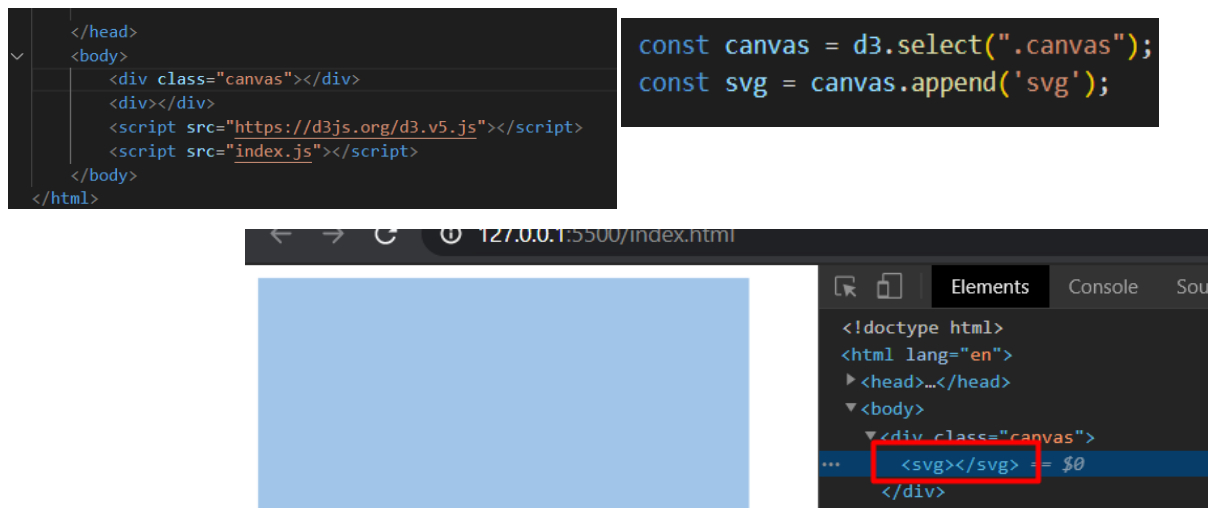 </head>
<body>
<div class="canvas"></div>
<div></div>
<script src="https://d3js.org/d3.v5.js"></script>
<script src="index.js"></script>
</body>
</html>
const canvas = d3.select(".canvas");
const svg = canvas.append('svg');
127.0.0.1:5500/index.html
Elements Console Sou
<!doctype html>
<html lang="en">
<head>…</head>
<body>
<div class="canvas">
… <svg></svg> == $0
</div>